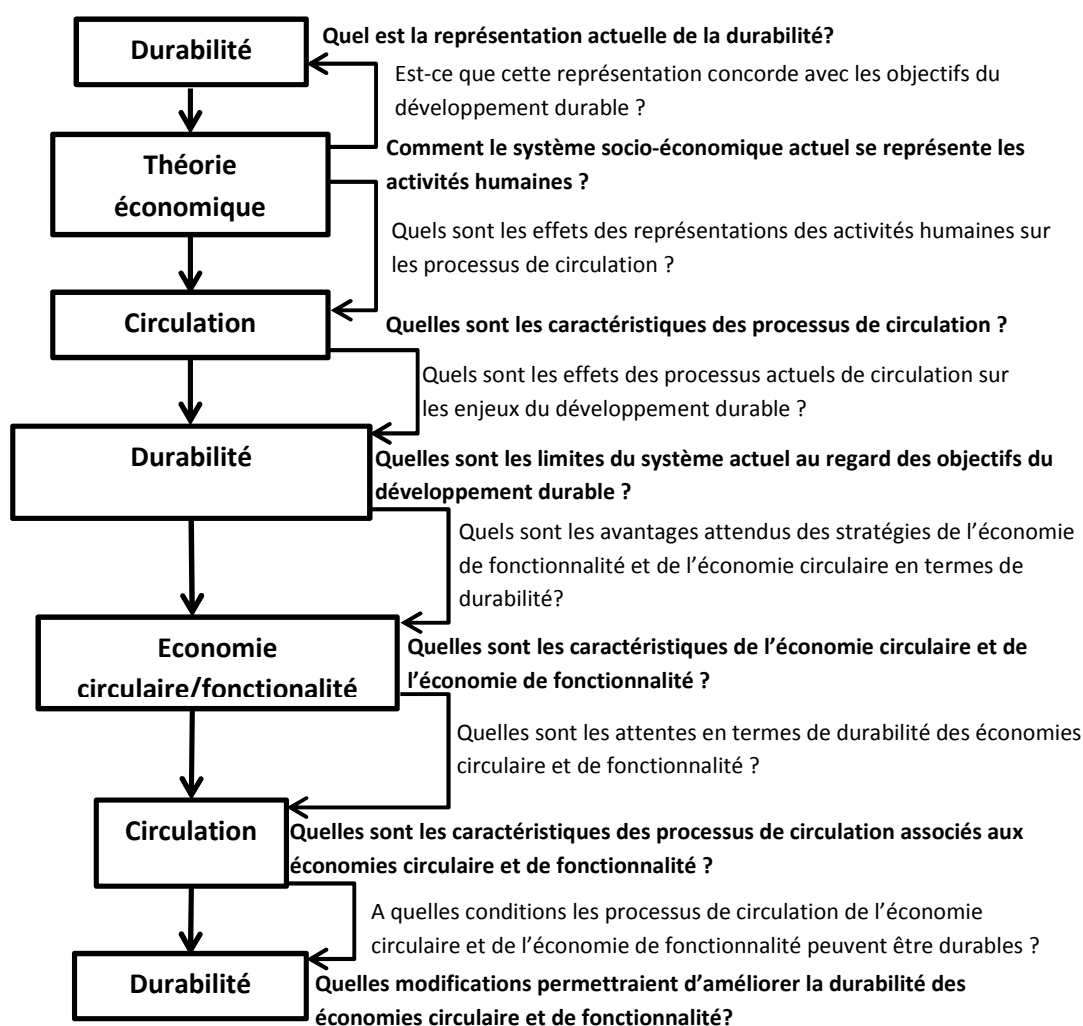 Durabilité
Quel est la représentation actuelle de la durabilité?
Est-ce que cette représentation concorde avec les objectifs du
développement durable ?
Théorie
économique
Comment le système socio-économique actuel se représente les
activités humaines ?
Quels sont les effets des représentations des activités humaines sur
les processus de circulation ?
Circulation
Quelles sont les caractéristiques des processus de circulation ?
Quels sont les effets des processus actuels de circulation sur
les enjeux du développement durable ?
Durabilité
Quelles sont les limites du système actuel au regard des objectifs du
développement durable ?
Quels sont les avantages attendus des stratégies de l’économie
de fonctionnalité et de l’économie circulaire en termes de
durabilité?
Economie
circulaire/fonctionalité
Quelles sont les caractéristiques de l’économie circulaire et de
l’économie de fonctionnalité ?
Quelles sont les attentes en termes de durabilité des économies
circulaire et de fonctionnalité ?
Circulation
Quelles sont les caractéristiques des processus de circulation associés aux
économies circulaire et de fonctionnalité ?
A quelles conditions les processus de circulation de l’économie
circulaire et de l’économie de fonctionnalité peuvent être durables ?
Durabilité
Quelles modifications permettraient d’améliorer la durabilité des
économies circulaire et de fonctionnalité?